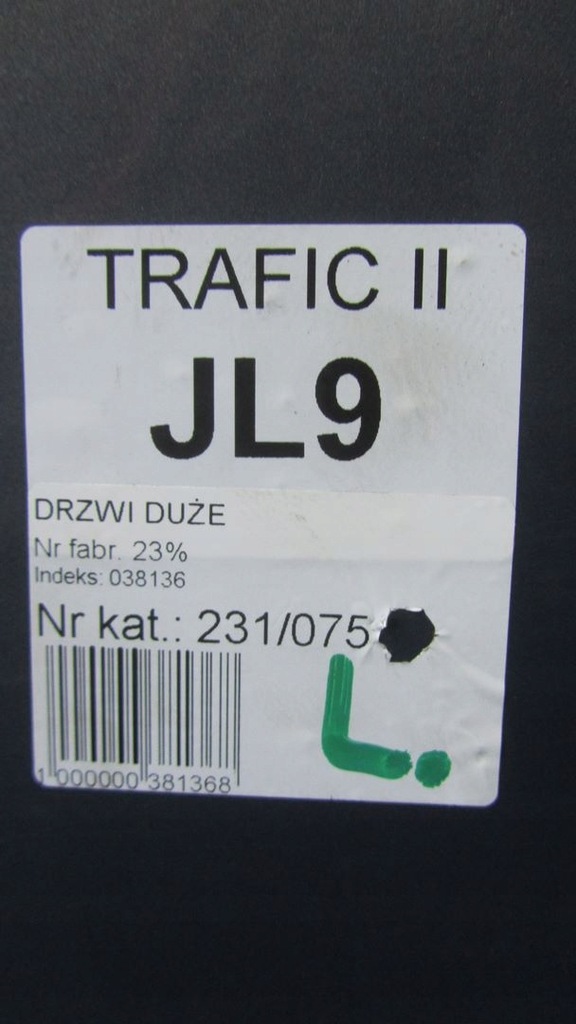 TRAFIC II
JL9
DRZWI DUŻE
Nr fabr. 23%
Indeks: 038136
Nr kat.: 231/075
L.
1 000000 381368